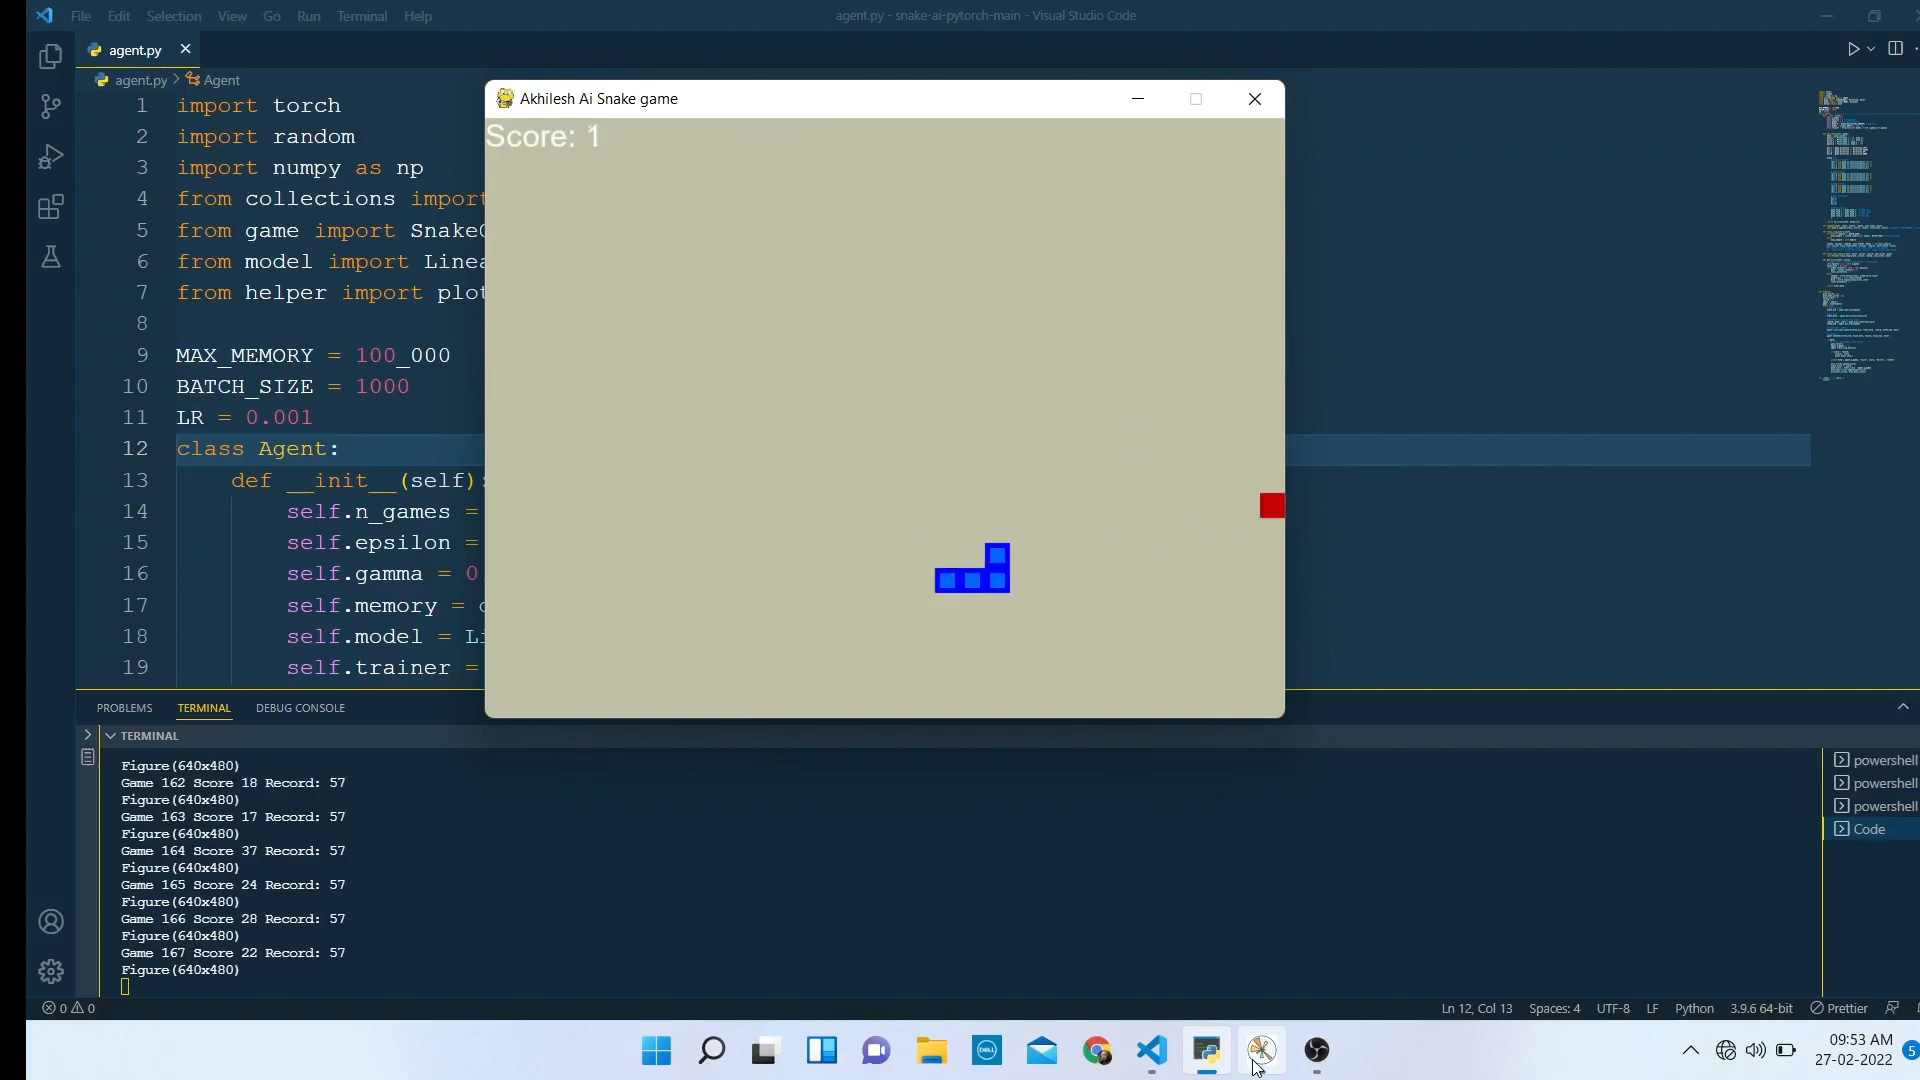 File Edit Selection View Go Run Terminal Help
agent.py - snake-ai-pytorch-main - Visual Studio Code
agent.py
agent.py > Agent
Akhilesh Ai Snake game
Score: 1
1 import torch
2 import random
3 import numpy as np
4 from collections import
5 from game import Snake
6 from model import Linea
7 from helper import plot
8
9 MAX_MEMORY = 100_000
10 BATCH_SIZE = 1000
11 LR = 0.001
12 class Agent:
13 def __init__(self):
14 self.n_games =
15 self.epsilon =
16 self.gamma = 0
17 self.memory =
18 self.model = Li
19 self.trainer =
PROBLEMS TERMINAL DEBUG CONSOLE
TERMINAL
Figure(640x480)
Game 162 Score 18 Record: 57
Figure(640x480)
Game 163 Score 17 Record: 57
Figure(640x480)
Game 164 Score 37 Record: 57
Figure(640x480)
Game 165 Score 24 Record: 57
Figure(640x480)
Game 166 Score 28 Record: 57
Figure(640x480)
Game 167 Score 22 Record: 57
Figure(640x480)
powershell
powershell
powershell
Code
0 0
Ln 12, Col 13 Spaces: 4 UTF-8 LF Python 3.9.6 64-bit Prettier
DELL
09:53 AM
27-02-2022
5